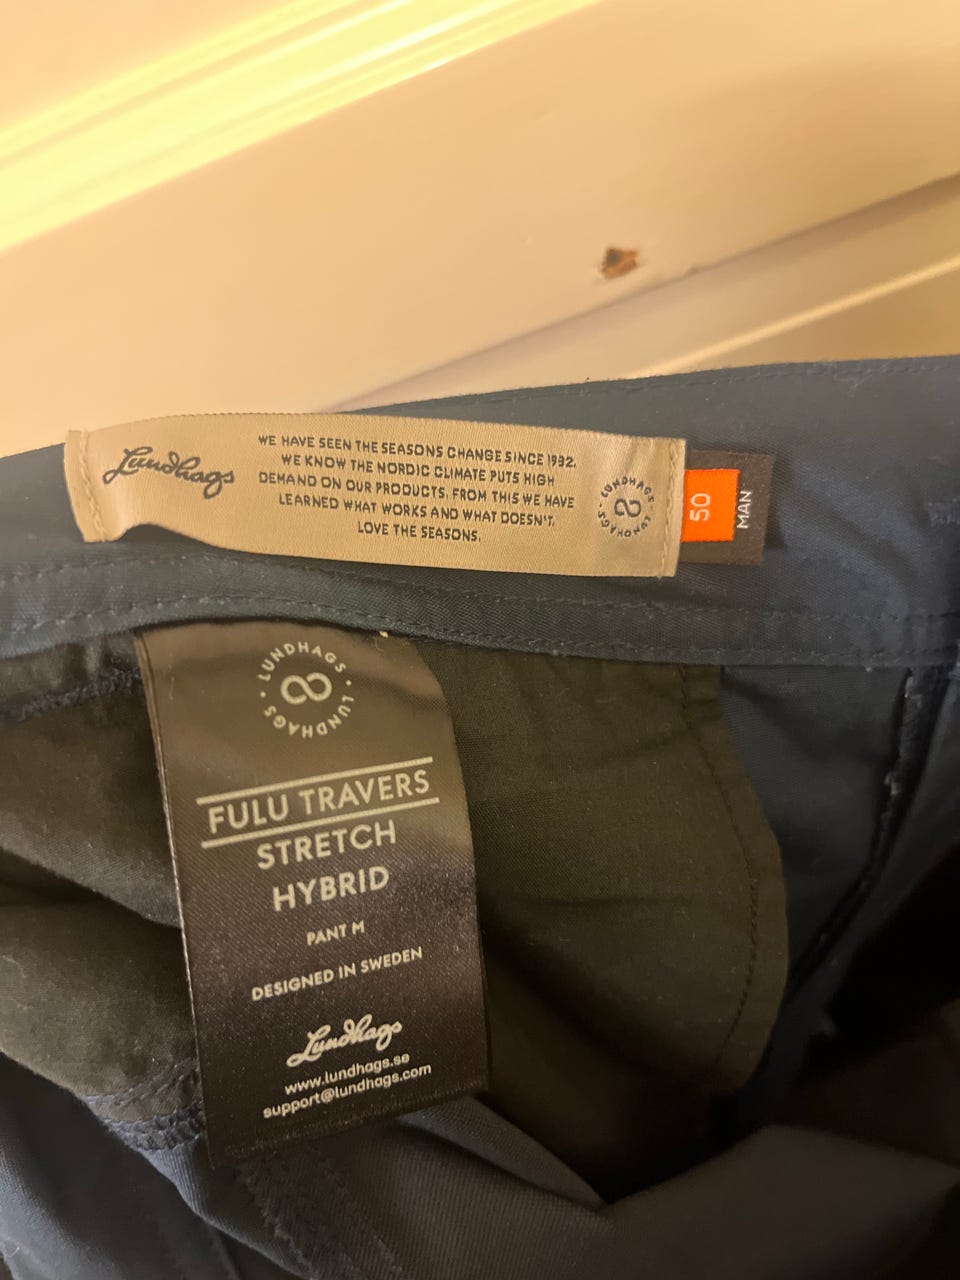 Lundhags
WE HAVE SEEN THE SEASONS CHANGE SINCE 1932.
WE KNOW THE NORDIC CLIMATE PUTS HIGH
DEMAND ON OUR PRODUCTS. FROM THIS WE HAVE
LEARNED WHAT WORKS AND WHAT DOESN'T.
LOVE THE SEASONS.
LUNDHAGS · LUNDHAGS ·
50
MAN
LUNDHAGS · LUNDHAGS ·
FULU TRAVERS
STRETCH
HYBRID
PANT M
DESIGNED IN SWEDEN
Lundhags
www.lundhags.se
support@lundhags.com